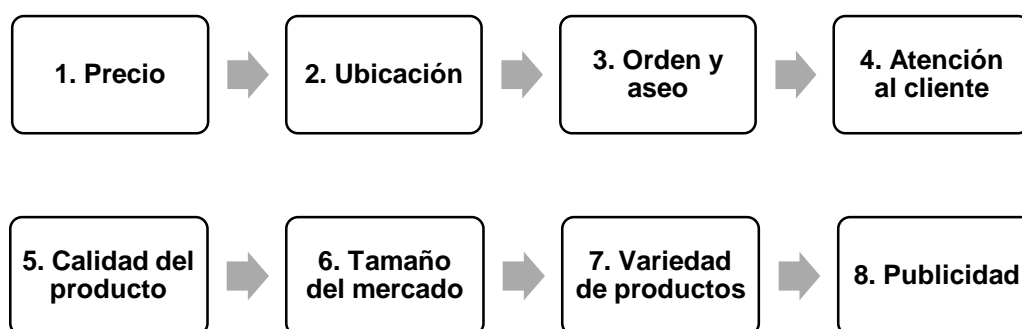 1. Precio
2. Ubicación
3. Orden y
aseo
4. Atención
al cliente
5. Calidad del
producto
6. Tamaño
del mercado
7. Variedad
de productos
8. Publicidad